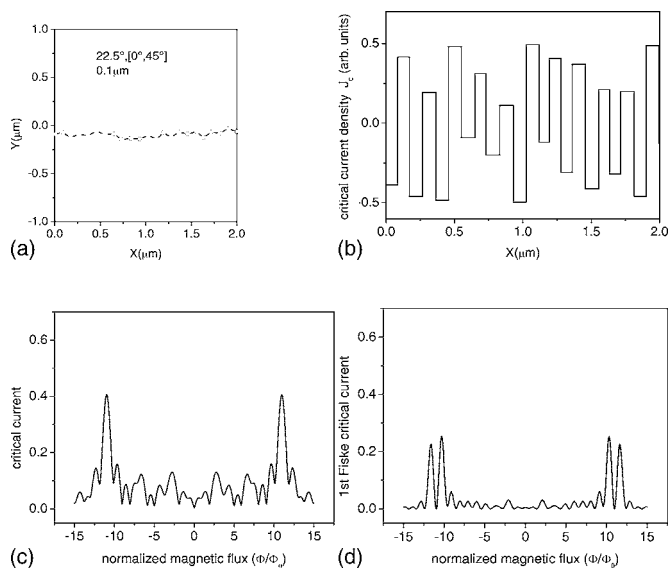 1.0
0.5
0.0
-0.5
-1.0
22.5°,[0°,45°]
0.1μm
Y(μm)
0.0 0.5 1.0 1.5 2.0
X(μm)
(a)
0.5
0.0
-0.5
critical current density J_c (arb. units)
0.0 0.5 1.0 1.5 2.0
X(μm)
(b)
0.6
0.4
0.2
0.0
critical current
-15 -10 -5 0 5 10 15
normalized magnetic flux (Φ/Φ₀)
(c)
0.6
0.4
0.2
0.0
1st Fiske critical current
-15 -10 -5 0 5 10 15
normalized magnetic flux (Φ/Φ₀)
(d)